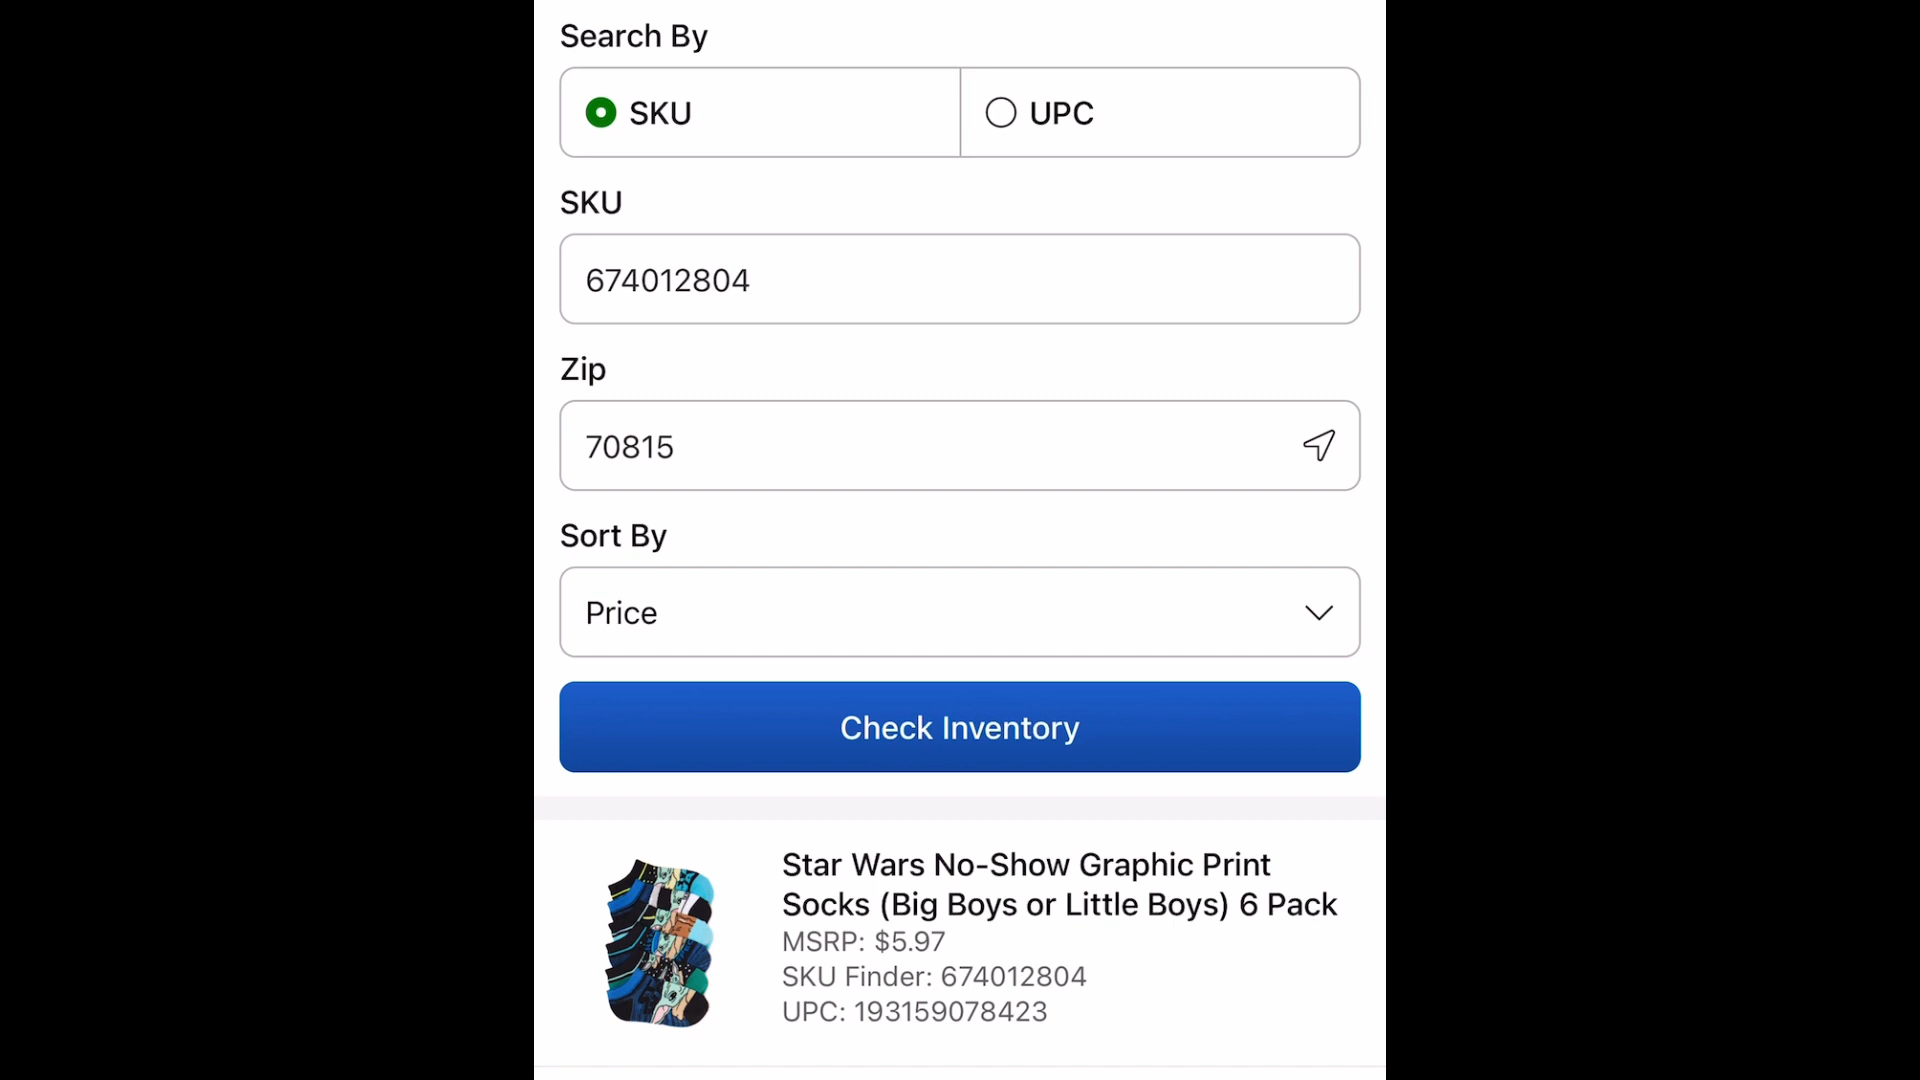 Search By
SKU
UPC
SKU
674012804
Zip
70815
Sort By
Price
Check Inventory
Star Wars No-Show Graphic Print
Socks (Big Boys or Little Boys) 6 Pack
MSRP: $5.97
SKU Finder: 674012804
UPC: 193159078423